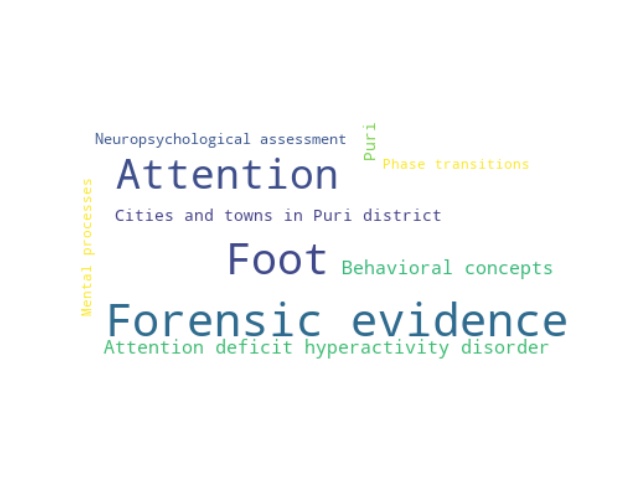 Neuropsychological assessment
Puri
Phase transitions
Attention
Mental processes
Cities and towns in Puri district
Foot
Behavioral concepts
Forensic evidence
Attention deficit hyperactivity disorder